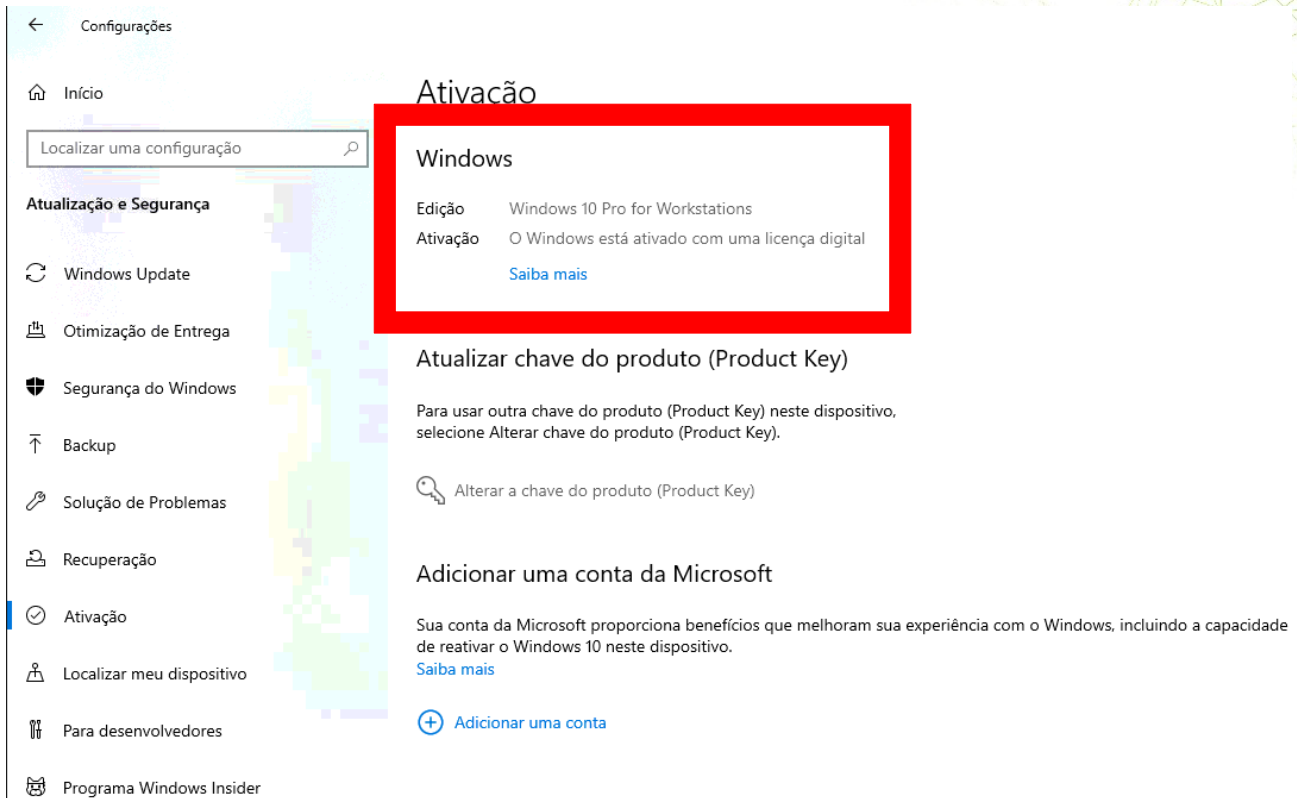 Configurações
Início
Localizar uma configuração
Atualização e Segurança
Windows Update
Otimização de Entrega
Segurança do Windows
Backup
Solução de Problemas
Recuperação
Ativação
Localizar meu dispositivo
Para desenvolvedores
Programa Windows Insider
Ativação
Windows
Edição Windows 10 Pro for Workstations
Ativação O Windows está ativado com uma licença digital
Saiba mais
Atualizar chave do produto (Product Key)
Para usar outra chave do produto (Product Key) neste dispositivo,
selecione Alterar chave do produto (Product Key).
Alterar a chave do produto (Product Key)
Adicionar uma conta da Microsoft
Sua conta da Microsoft proporciona benefícios que melhoram sua experiência com o Windows, incluindo a capacidade
de reativar o Windows 10 neste dispositivo.
Saiba mais
Adicionar uma conta